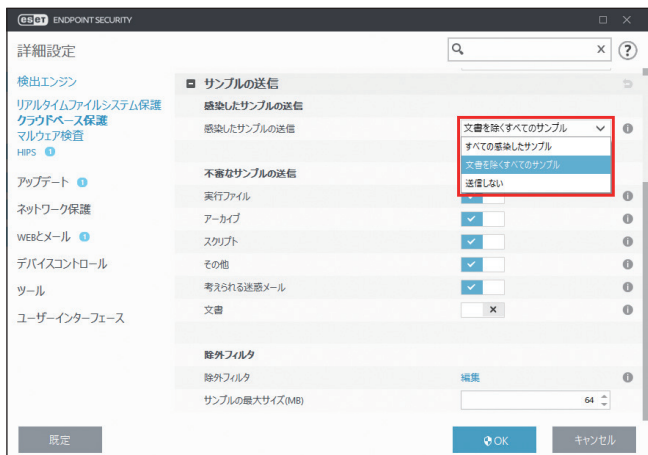 eset ENDPOINT SECURITY
詳細設定
検出エンジン
リアルタイムファイルシステム保護
クラウドベース保護
マルウェア検査
HIPS 1
アップデート 1
ネットワーク保護
WEBとメール 1
デバイスコントロール
ツール
ユーザーインターフェース
サンプルの送信
感染したサンプルの送信
感染したサンプルの送信 文書を除くすべてのサンプル
すべての感染したサンプル
文書を除くすべてのサンプル
送信しない
不審なサンプルの送信
実行ファイル
アーカイブ
スクリプト
その他
考えられる迷惑メール
文書
除外フィルタ
除外フィルタ 編集
サンプルの最大サイズ(MB) 64
既定 OK キャンセル